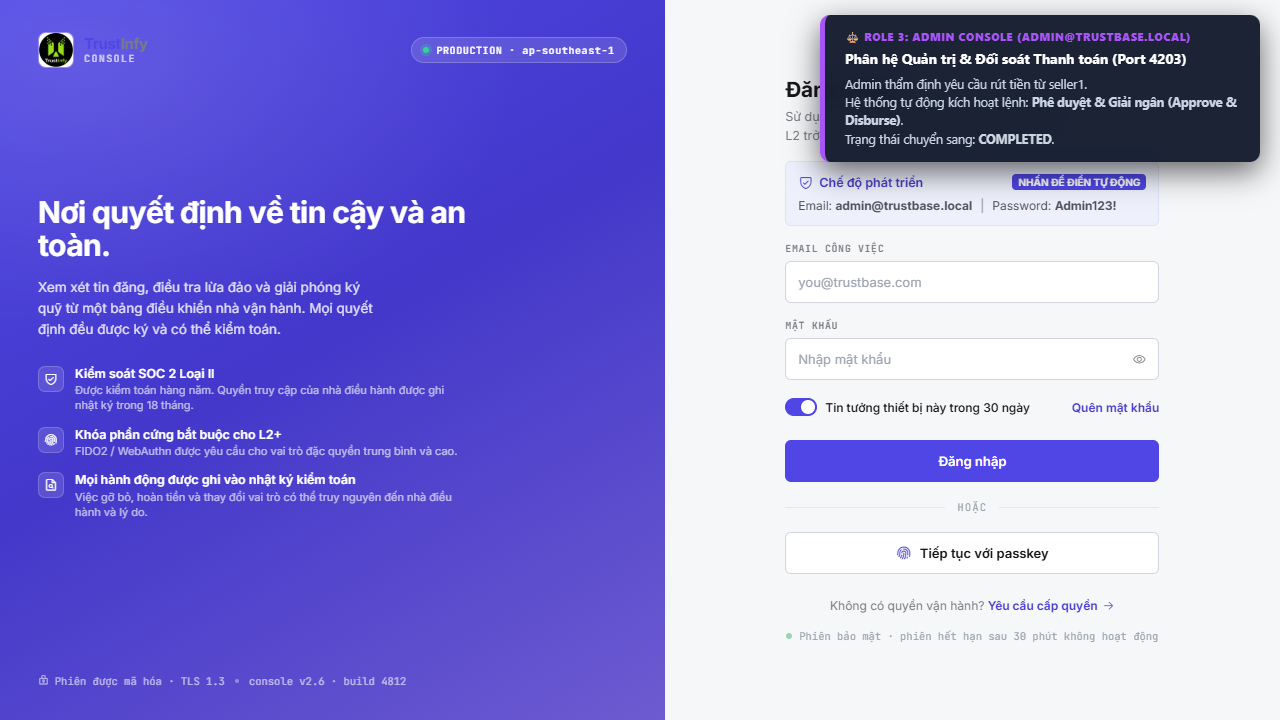 TrustInfy
CONSOLE
PRODUCTION · ap-southeast-1
Nơi quyết định về tin cậy và an
toàn.
Xem xét tin đăng, điều tra lừa đảo và giải phóng ký
quỹ từ một bảng điều khiển nhà vận hành. Mọi quyết
định đều được ký và có thể kiểm toán.
Kiểm soát SOC 2 Loại II
Được kiểm toán hàng năm. Quyền truy cập của nhà điều hành được ghi
nhật ký trong 18 tháng.
Khóa phần cứng bắt buộc cho L2+
FIDO2 / WebAuthn được yêu cầu cho vai trò đặc quyền trung bình và cao.
Mọi hành động được ghi vào nhật ký kiểm toán
Việc gỡ bỏ, hoàn tiền và thay đổi vai trò có thể truy nguyên đến nhà điều
hành và lý do.
Phiên được mã hóa · TLS 1.3 • console v2.6 · build 4812
ROLE 3: ADMIN CONSOLE (ADMIN@TRUSTBASE.LOCAL)
Phân hệ Quản trị & Đối soát Thanh toán (Port 4203)
Admin thẩm định yêu cầu rút tiền từ seller1.
Hệ thống tự động kích hoạt lệnh: Phê duyệt & Giải ngân (Approve &
Disburse).
Trạng thái chuyển sang: COMPLETED.
Sử dụ
L2 trở
Chế độ phát triển
NHẤN ĐỂ ĐIỀN TỰ ĐỘNG
Email: admin@trustbase.local | Password: Admin123!
EMAIL CÔNG VIỆC
you@trustbase.com
MẬT KHẨU
Nhập mật khẩu
Tin tưởng thiết bị này trong 30 ngày
Quên mật khẩu
Đăng nhập
HOẶC
Tiếp tục với passkey
Không có quyền vận hành? Yêu cầu cấp quyền →
Phiên bảo mật · phiên hết hạn sau 30 phút không hoạt động